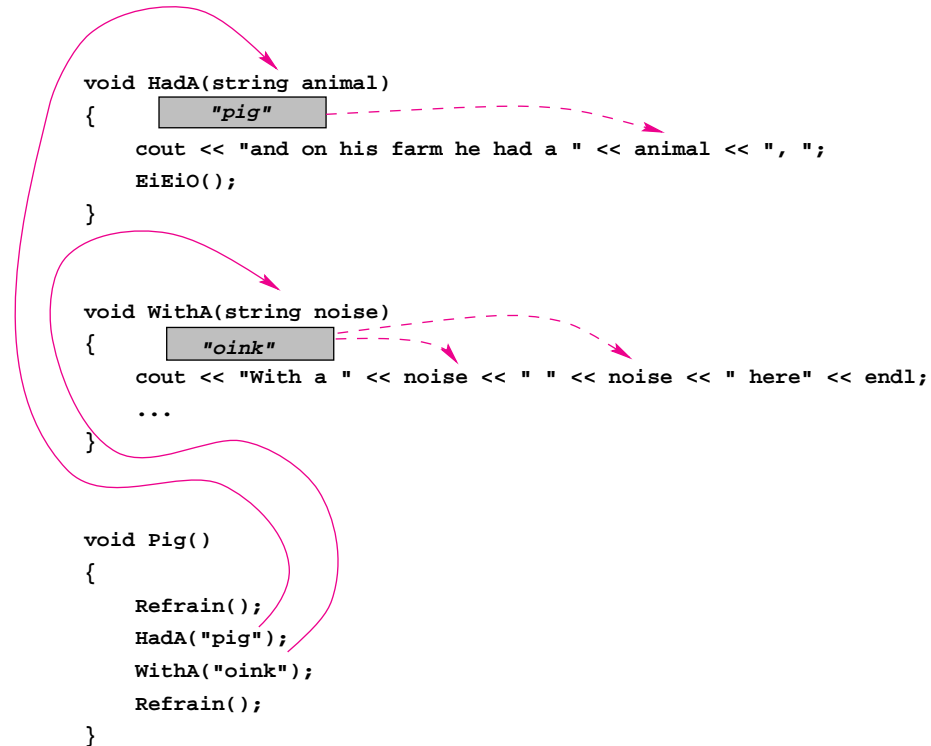 void HadA(string animal)
{ "pig"
cout << "and on his farm he had a " << animal << ", ";
EiEiO();
}
void WithA(string noise)
{ "oink"
cout << "With a " << noise << " " << noise << " here" << endl;
...
}
void Pig()
{
Refrain();
HadA("pig");
WithA("oink");
Refrain();
}